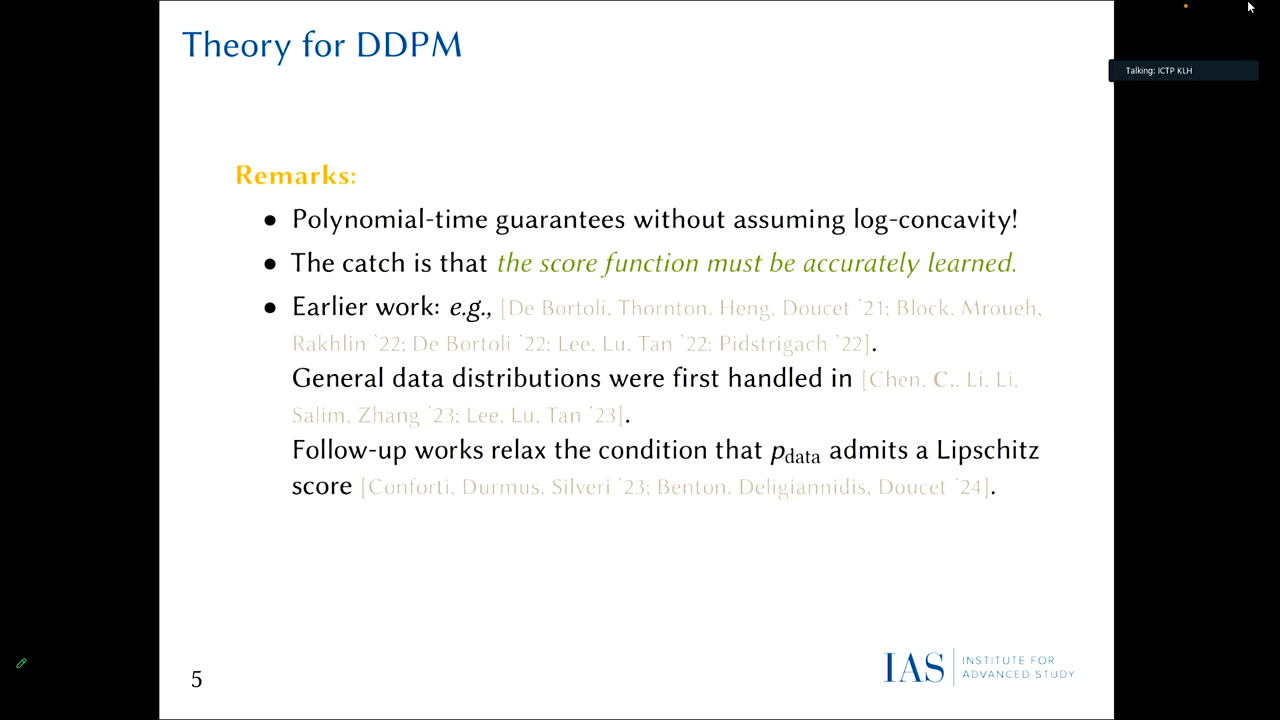 Theory for DDPM
Talking: ICTP KLH
Remarks:
• Polynomial-time guarantees without assuming log-concavity!
• The catch is that the score function must be accurately learned.
• Earlier work: e.g., [De Bortoli, Thornton, Heng, Doucet `21; Block, Mroueh,
Rakhlin `22; De Bortoli `22; Lee, Lu, Tan `22; Pidstrigach `22].
General data distributions were first handled in [Chen, C., Li, Li,
Salim, Zhang `23; Lee, Lu, Tan `23].
Follow-up works relax the condition that pdata admits a Lipschitz
score [Conforti, Durmus, Silveri `23; Benton, Deligiannidis, Doucet `24].
5
IAS INSTITUTE FOR
ADVANCED STUDY